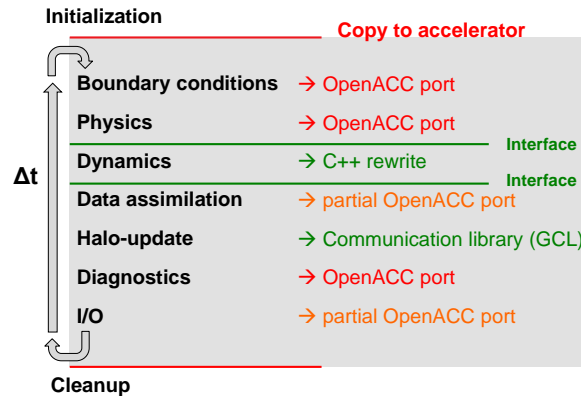 Initialization
Copy to accelerator
Boundary conditions → OpenACC port
Physics → OpenACC port
Interface
Dynamics → C++ rewrite
Interface
Δt
Data assimilation → partial OpenACC port
Halo-update → Communication library (GCL)
Diagnostics → OpenACC port
I/O → partial OpenACC port
Cleanup